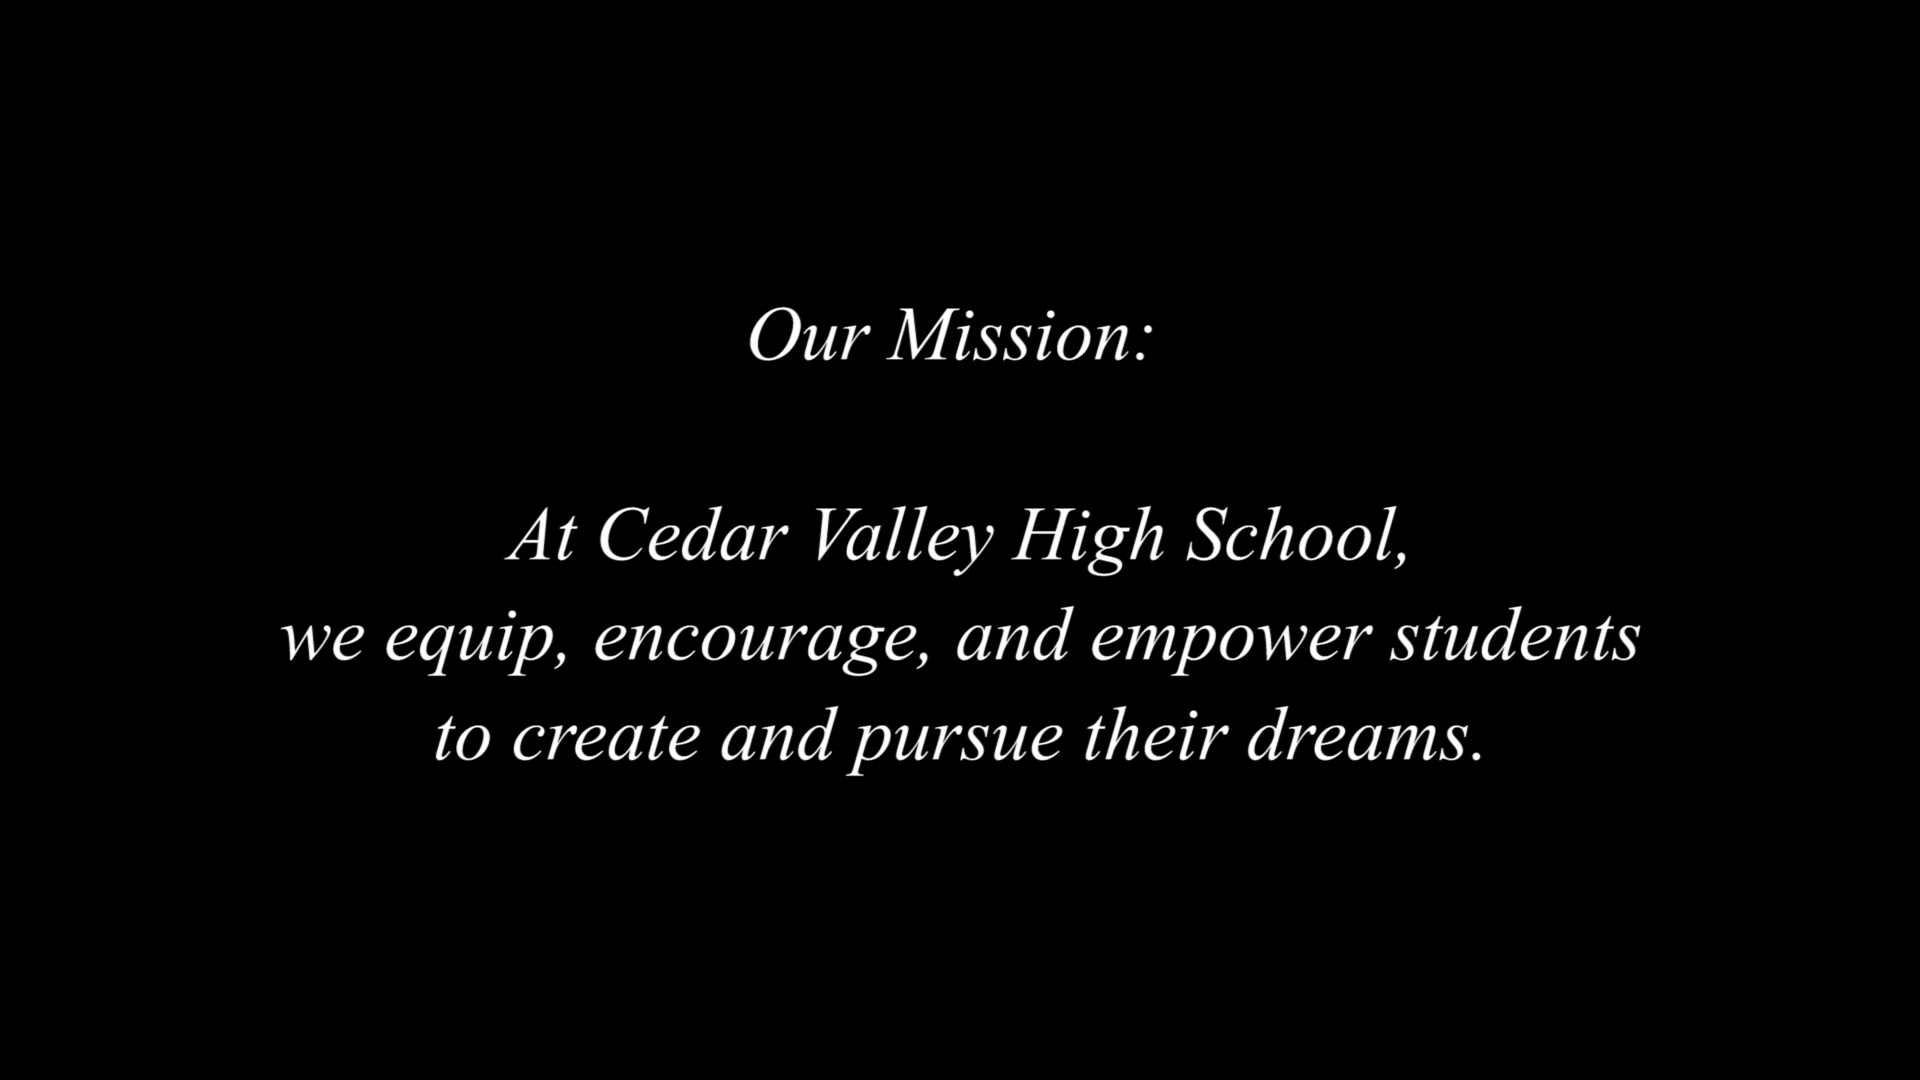 Our Mission:
At Cedar Valley High School,
we equip, encourage, and empower students
to create and pursue their dreams.